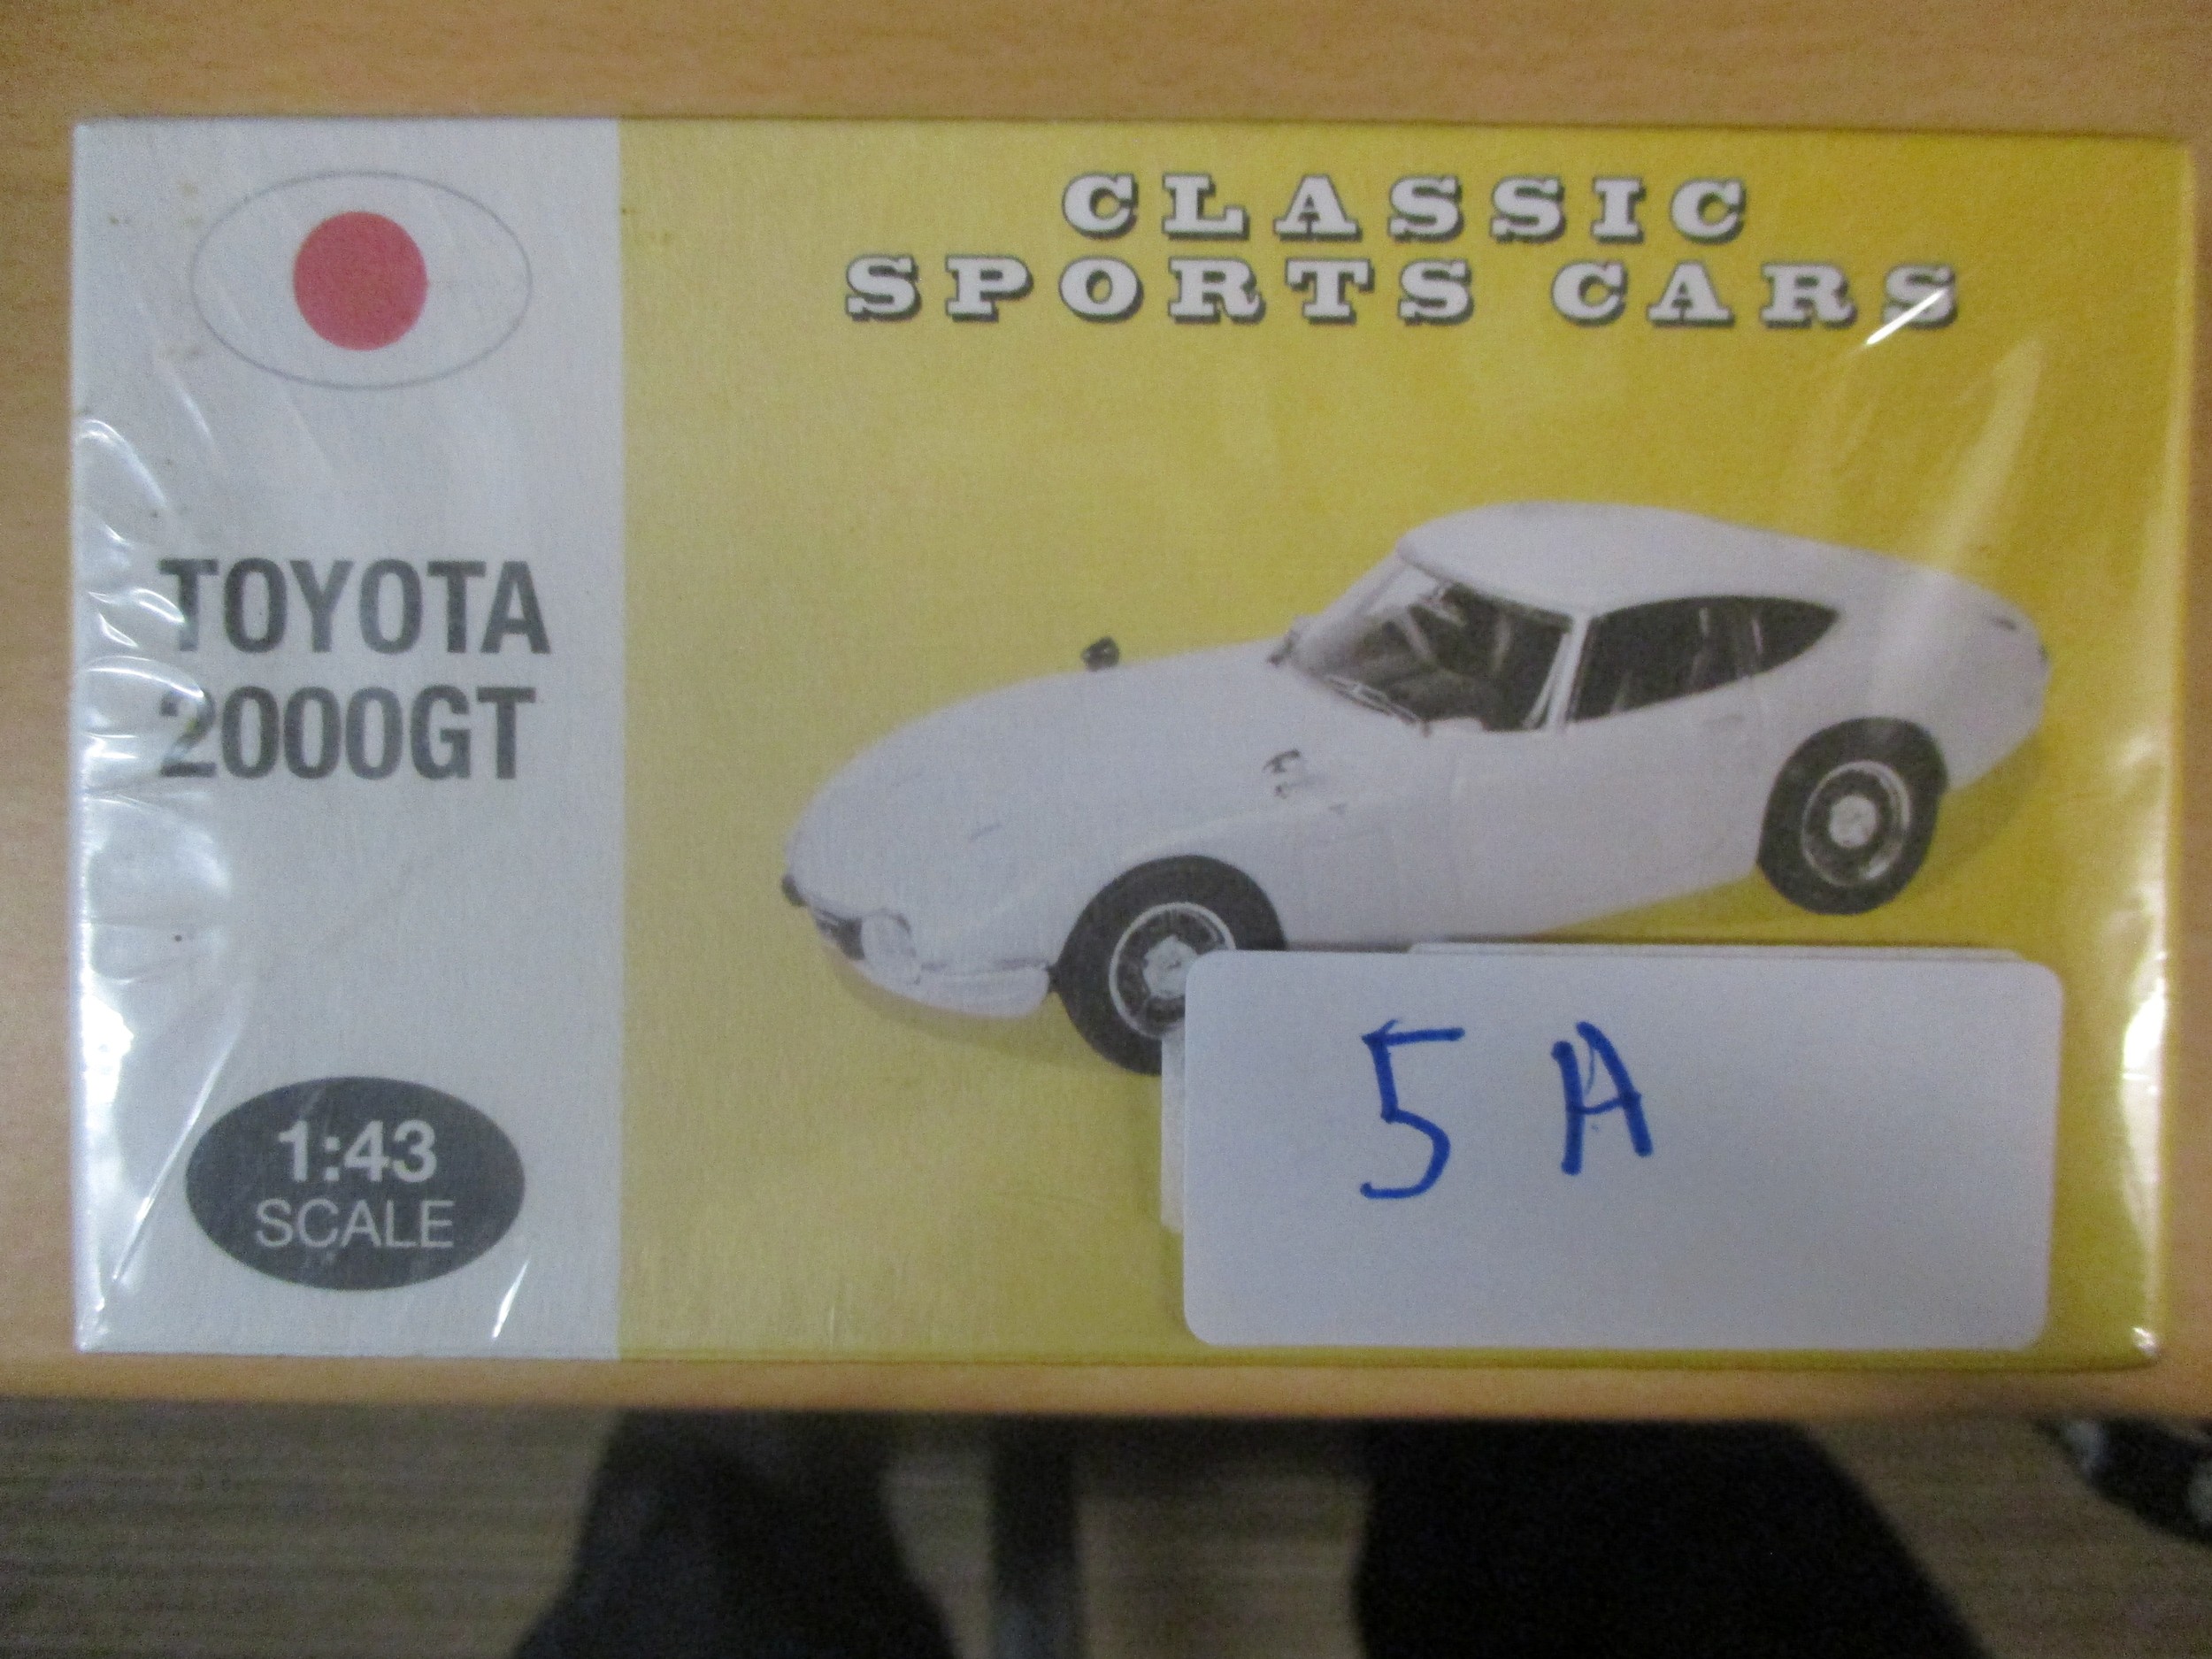 CLASSIC
SPORTS CARS
TOYOTA
2000GT
1:43
SCALE
5 A